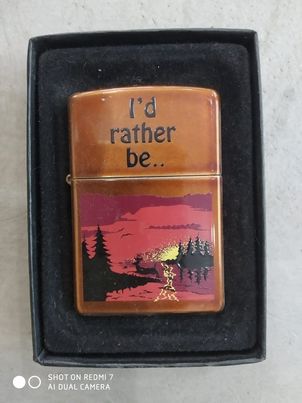 I'd
rather
be..
SHOT ON REDMI 7
AI DUAL CAMERA